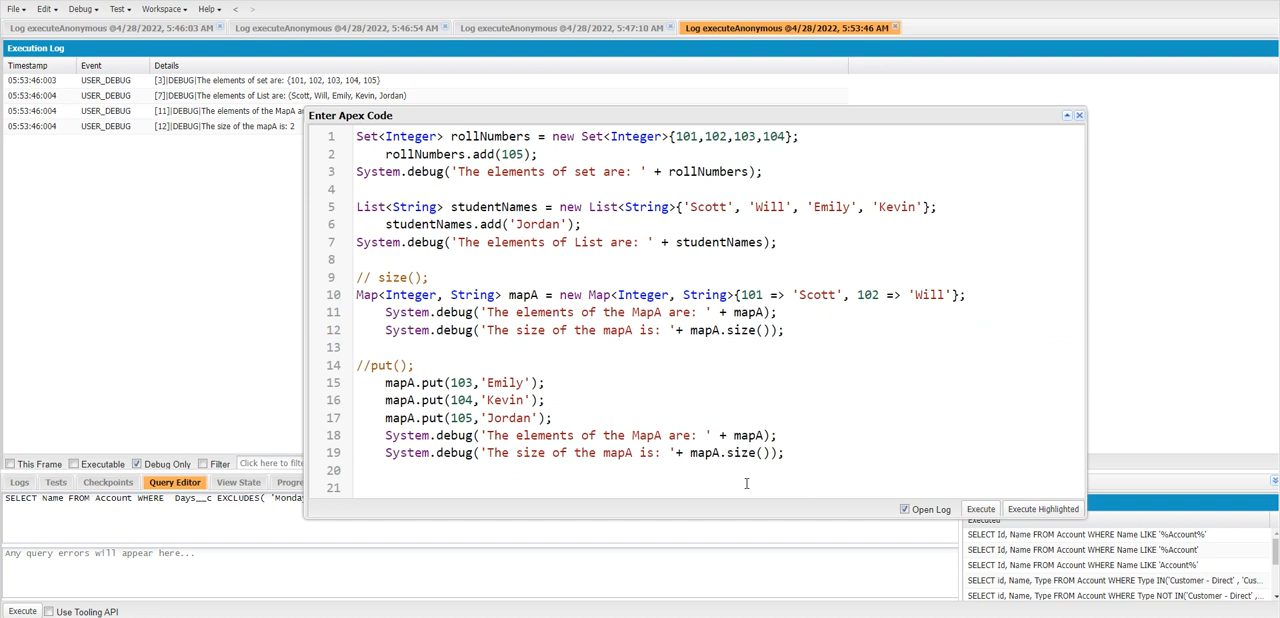 File Edit Debug Test Workspace Help < >
Log executeAnonymous @4/28/2022, 5:46:03 AM Log executeAnonymous @4/28/2022, 5:46:54 AM Log executeAnonymous @4/28/2022, 5:47:10 AM Log executeAnonymous @4/28/2022, 5:53:46 AM
Execution Log
Timestamp Event Details
05:53:46:003 USER_DEBUG [3]|DEBUG|The elements of set are: {101, 102, 103, 104, 105}
05:53:46:004 USER_DEBUG [7]|DEBUG|The elements of List are: (Scott, Will, Emily, Kevin, Jordan)
05:53:46:004 USER_DEBUG [11]|DEBUG|The elements of the MapA
05:53:46:004 USER_DEBUG [12]|DEBUG|The size of the mapA is: 2
Enter Apex Code
1 Set<Integer> rollNumbers = new Set<Integer>{101,102,103,104};
2 rollNumbers.add(105);
3 System.debug('The elements of set are: ' + rollNumbers);
4
5 List<String> studentNames = new List<String>{'Scott', 'Will', 'Emily', 'Kevin'};
6 studentNames.add('Jordan');
7 System.debug('The elements of List are: ' + studentNames);
8
9 // size();
10 Map<Integer, String> mapA = new Map<Integer, String>{101 => 'Scott', 102 => 'Will'};
11 System.debug('The elements of the MapA are: ' + mapA);
12 System.debug('The size of the mapA is: '+ mapA.size());
13
14 //put();
15 mapA.put(103,'Emily');
16 mapA.put(104,'Kevin');
17 mapA.put(105,'Jordan');
18 System.debug('The elements of the MapA are: ' + mapA);
19 System.debug('The size of the mapA is: '+ mapA.size());
20
21
Open Log Execute Execute Highlighted
This Frame Executable Debug Only Filter Click here to filte
Logs Tests Checkpoints Query Editor View State Progre
SELECT Name FROM Account WHERE Days__c EXCLUDES( 'Monda
Any query errors will appear here...
Executed
SELECT Id, Name FROM Account WHERE Name LIKE '%Account%'
SELECT Id, Name FROM Account WHERE Name LIKE '%Account'
SELECT Id, Name FROM Account WHERE Name LIKE 'Account%'
SELECT id, Name, Type FROM Account WHERE Type IN('Customer - Direct' , 'Cus...
SELECT id, Name, Type FROM Account WHERE Type NOT IN('Customer - Direct' ...
Execute Use Tooling API